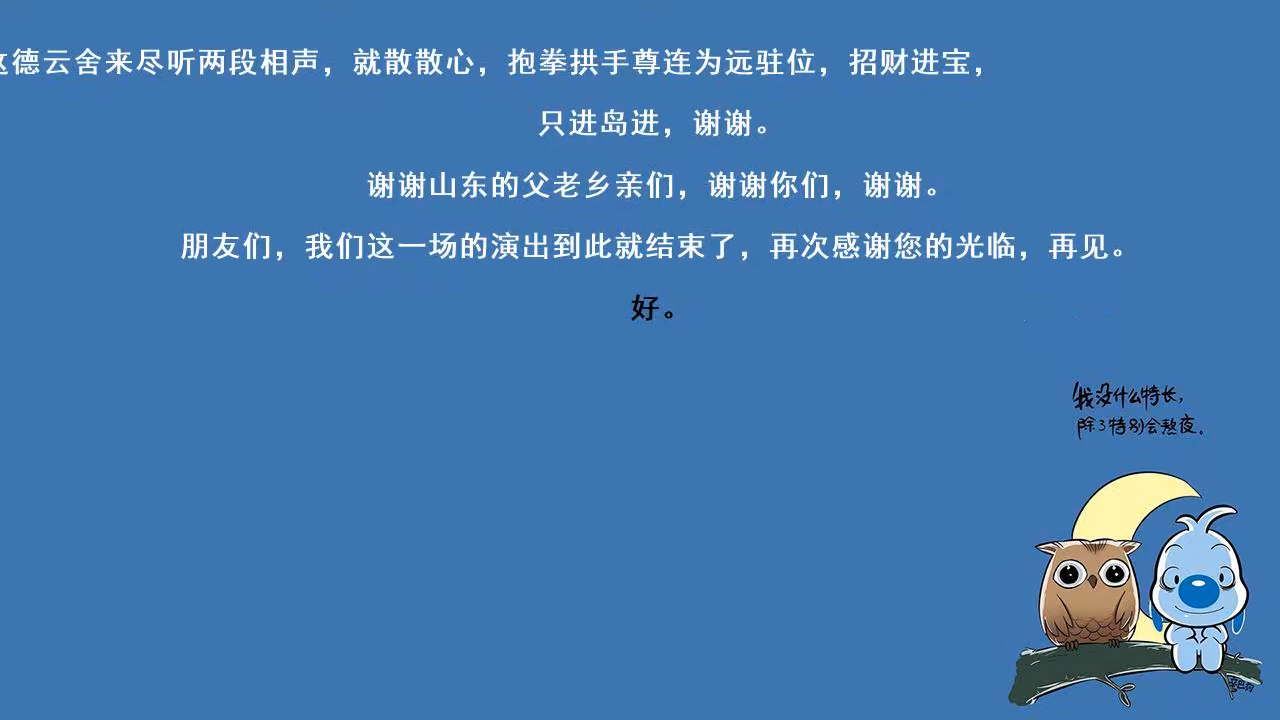 这德云舍来尽听两段相声，就散散心，抱拳拱手尊连为远驻位，招财进宝，
只进岛进，谢谢。
谢谢山东的父老乡亲们，谢谢你们，谢谢。
朋友们，我们这一场的演出到此就结束了，再次感谢您的光临，再见。
好。
我没什么特长，
除了特别会熬夜。